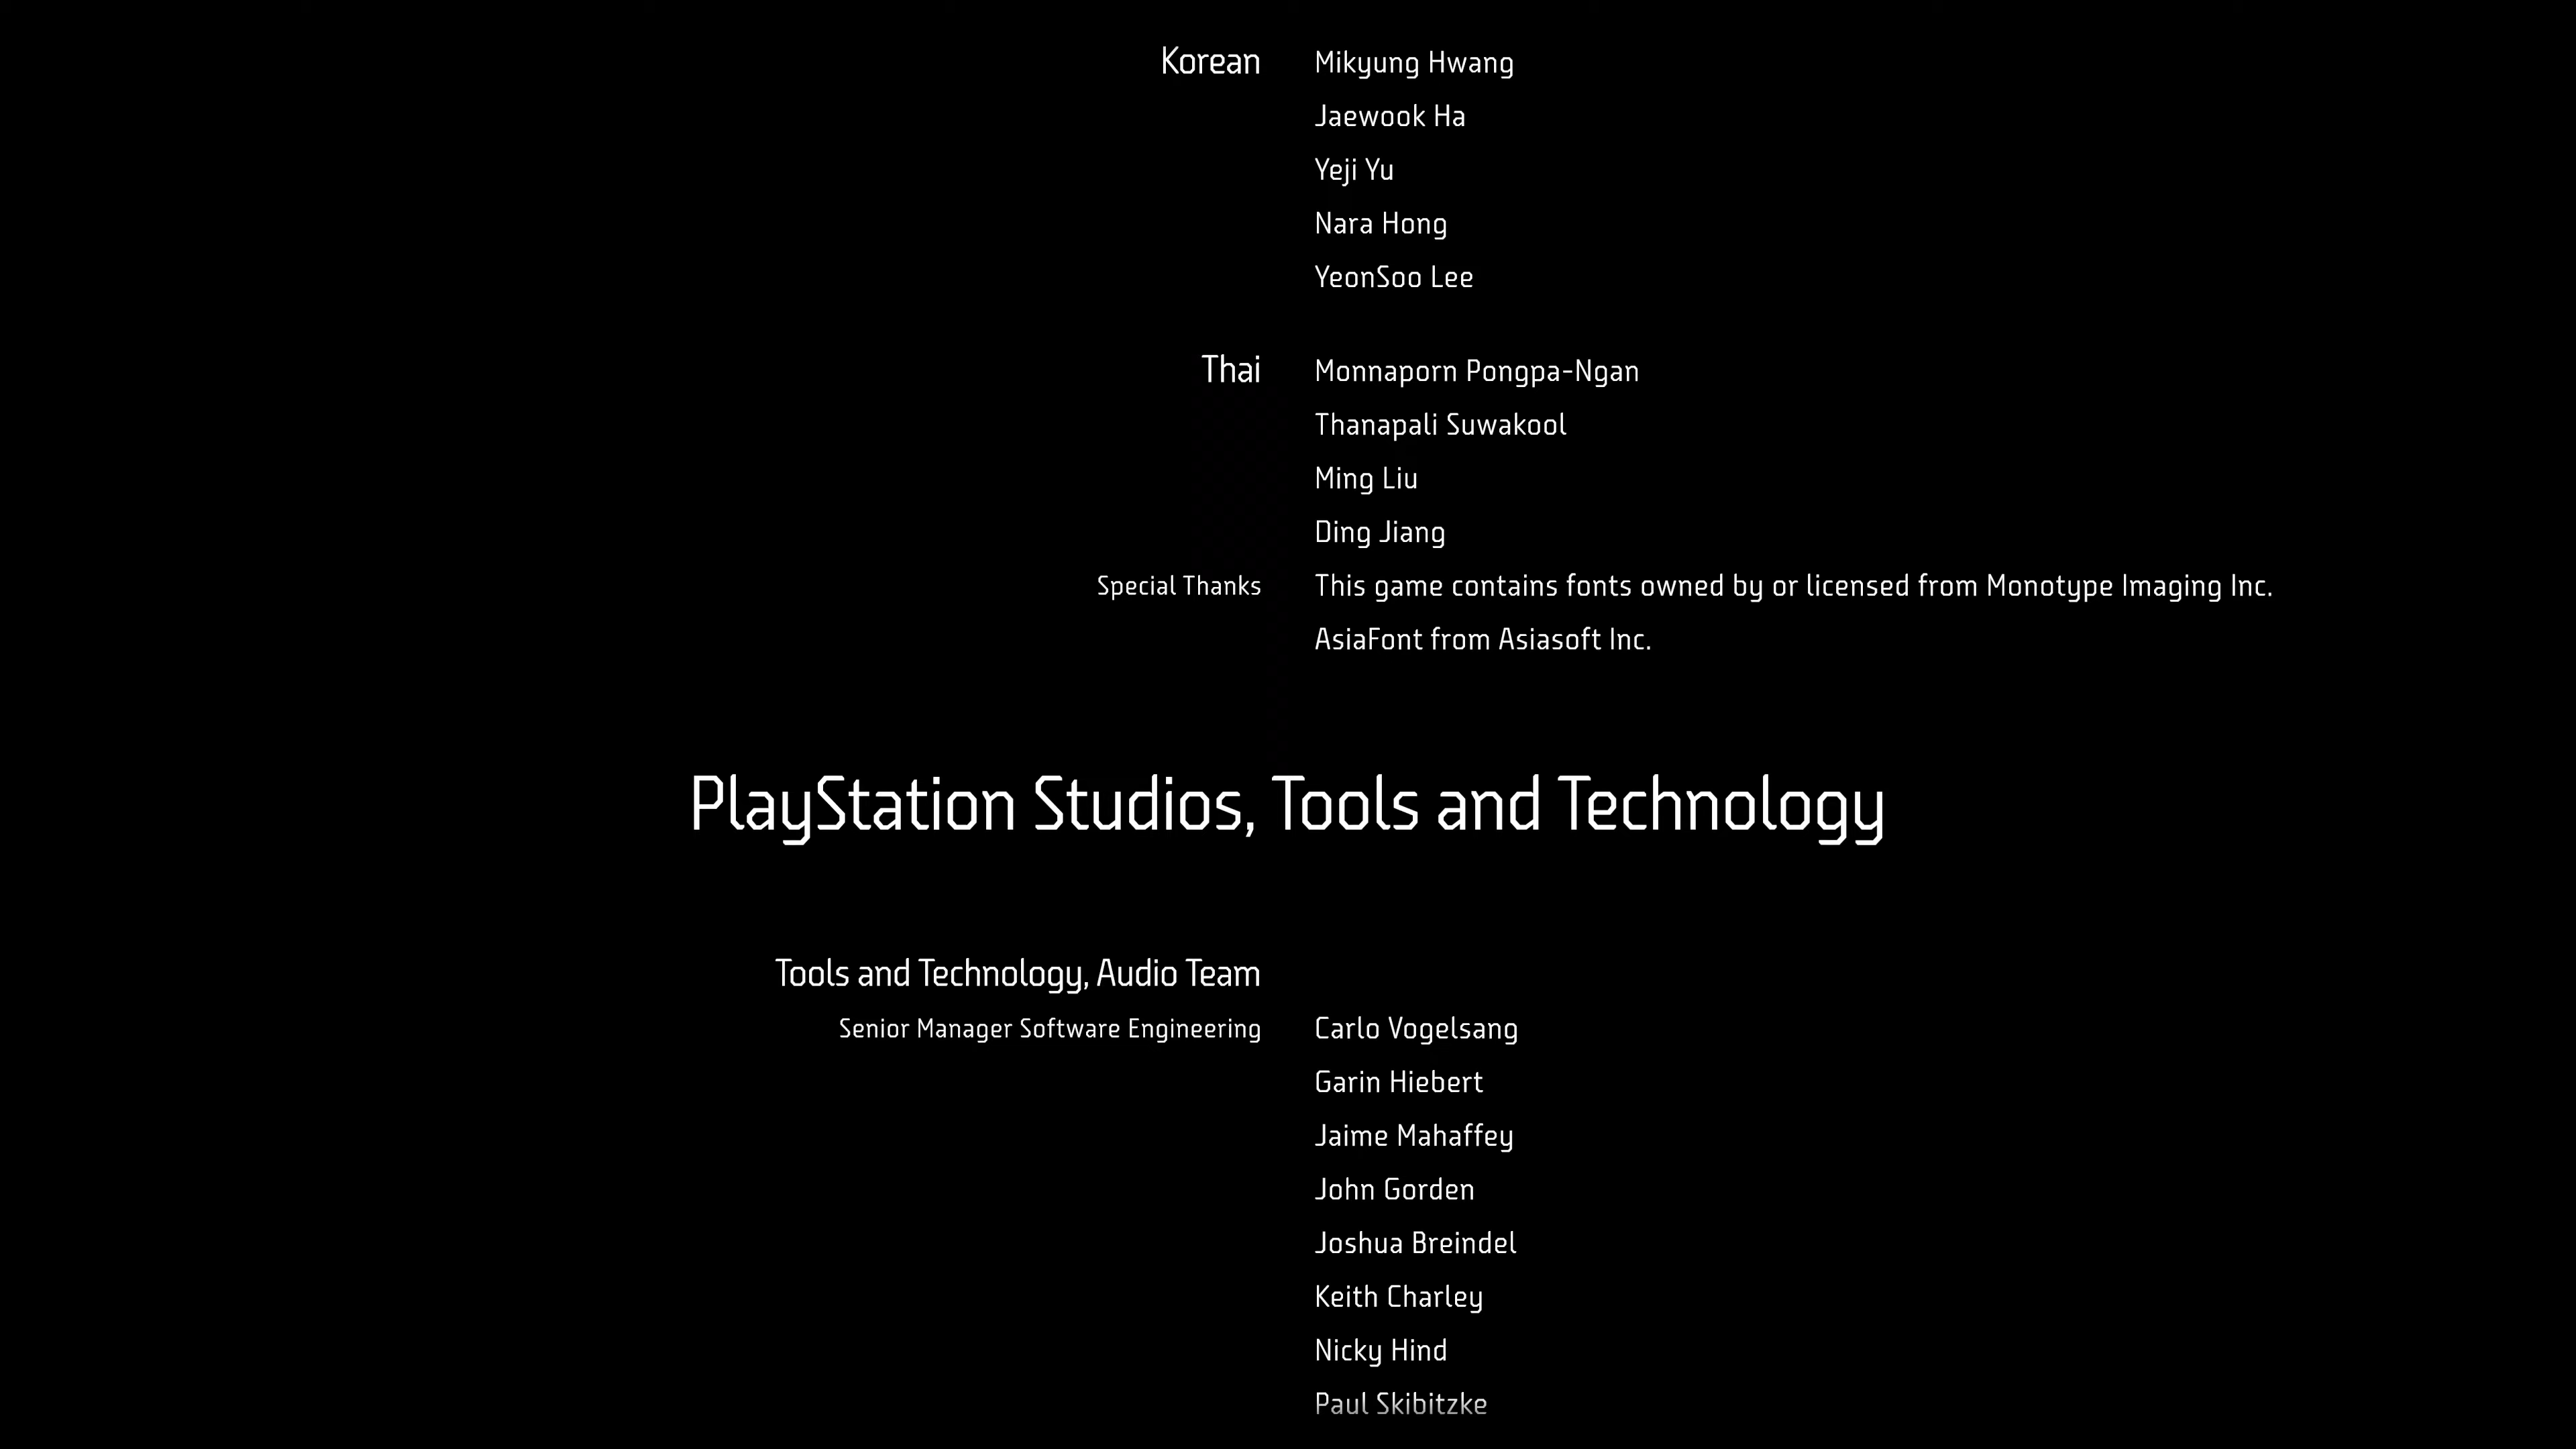 Korean Mikyung Hwang
Jaewook Ha
Yeji Yu
Nara Hong
YeonSoo Lee
Thai Monnaporn Pongpa-Ngan
Thanapali Suwakool
Ming Liu
Ding Jiang
Special Thanks This game contains fonts owned by or licensed from Monotype Imaging Inc.
AsiaFont from Asiasoft Inc.
PlayStation Studios, Tools and Technology
Tools and Technology, Audio Team
Senior Manager Software Engineering Carlo Vogelsang
Garin Hiebert
Jaime Mahaffey
John Gorden
Joshua Breindel
Keith Charley
Nicky Hind
Paul Skibitzke